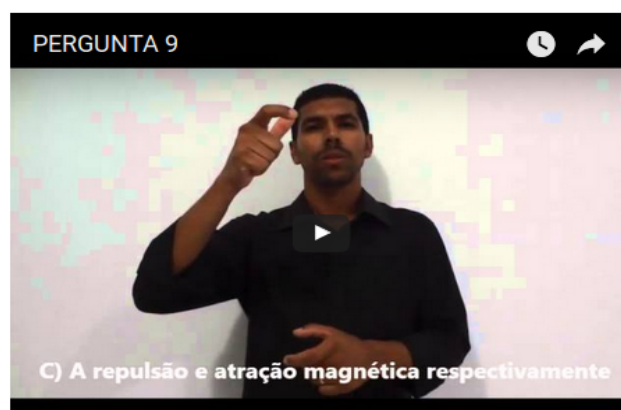 PERGUNTA 9
C) A repulsão e atração magnética respectivamente